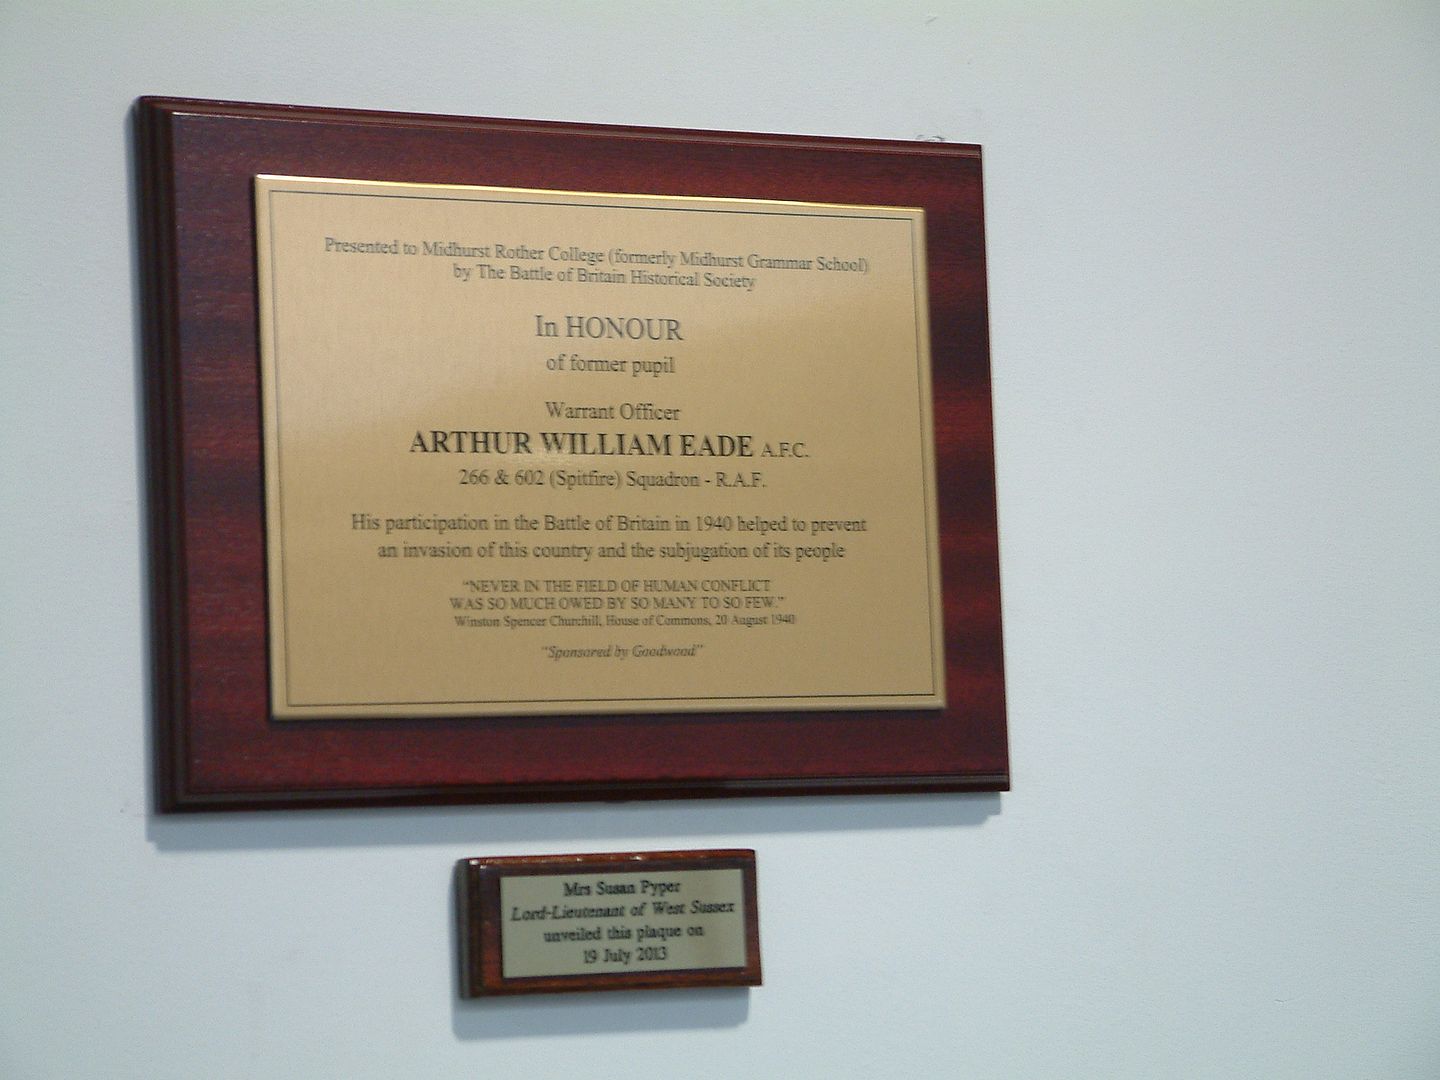 Presented to Midhurst Rother College (formerly Midhurst Grammar School)
by The Battle of Britain Historical Society
In HONOUR
of former pupil
Warrant Officer
ARTHUR WILLIAM EADE A.F.C.
266 & 602 (Spitfire) Squadron - R.A.F.
His participation in the Battle of Britain in 1940 helped to prevent
an invasion of this country and the subjugation of its people
"NEVER IN THE FIELD OF HUMAN CONFLICT
WAS SO MUCH OWED BY SO MANY TO SO FEW."
Winston Spencer Churchill, House of Commons, 20 August 1940
"Sponsored by Goodwood"
Mrs Susan Pyper
Lord-Lieutenant of West Sussex
unveiled this plaque on
19 July 2013